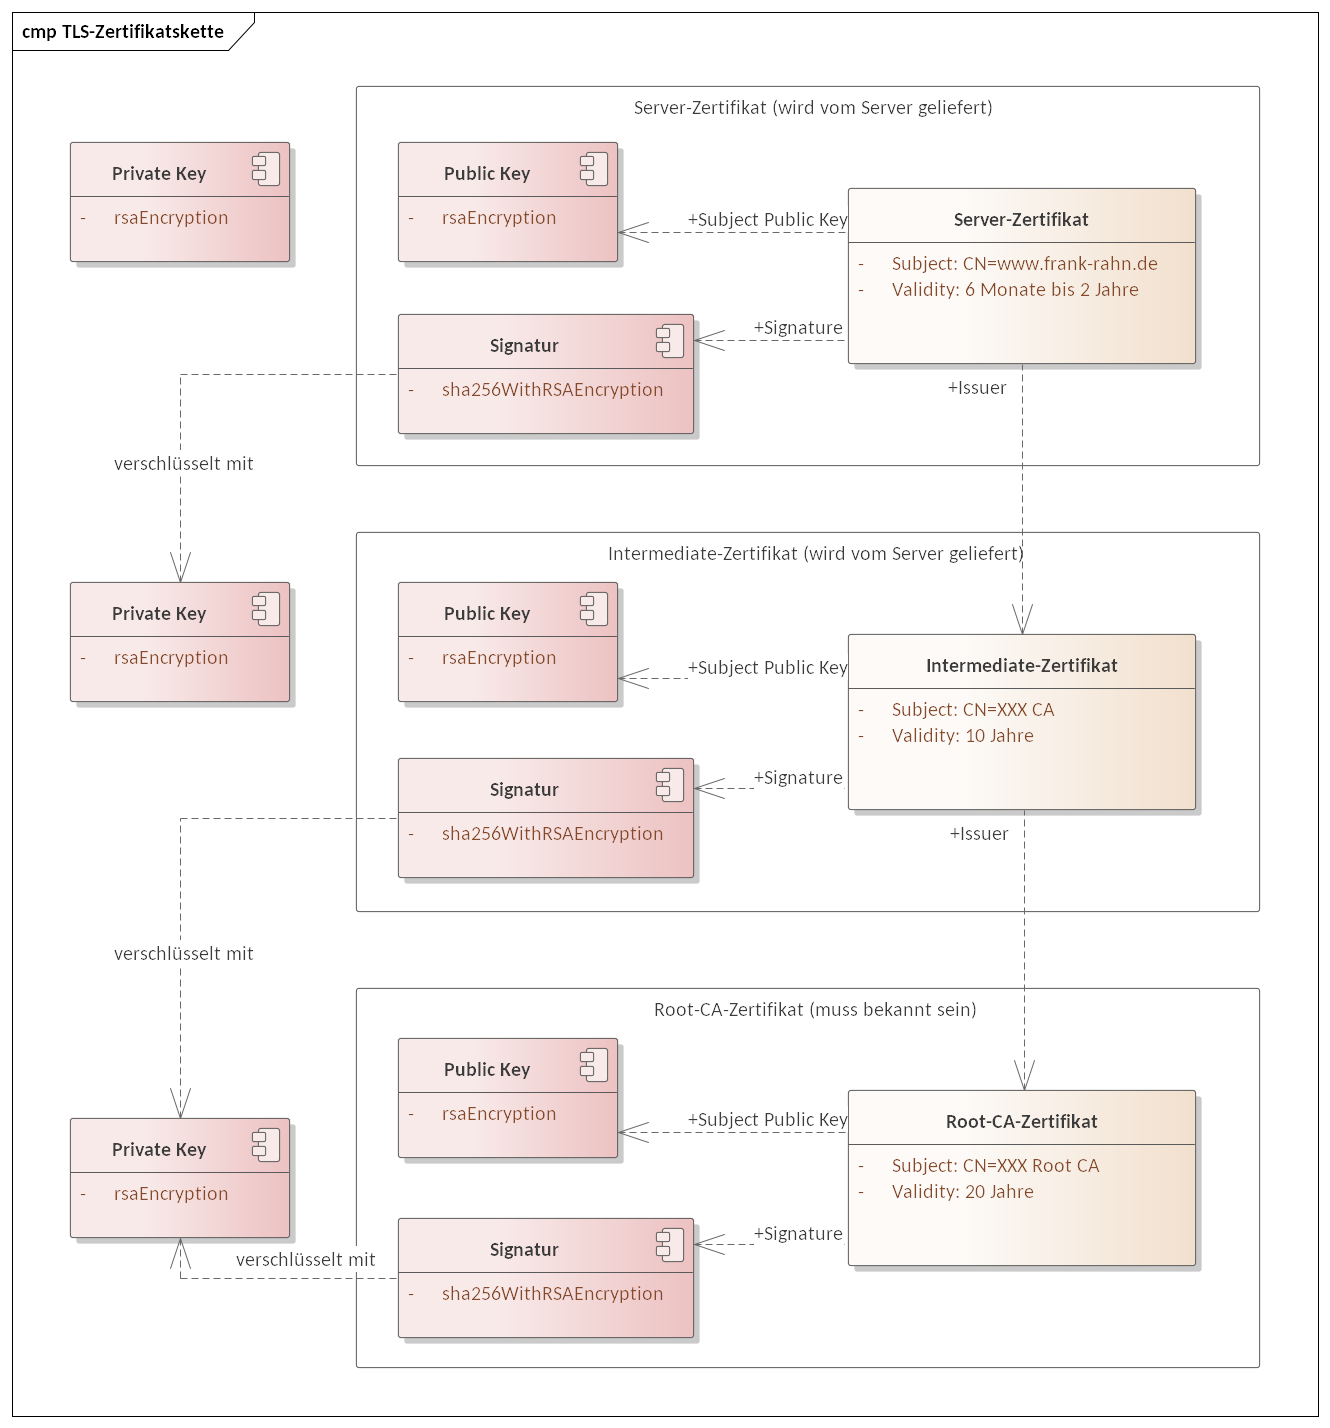 cmp TLS-Zertifikatskette
Server-Zertifikat (wird vom Server geliefert)
Private Key
- rsaEncryption
Public Key
- rsaEncryption
+Subject Public Key
Server-Zertifikat
- Subject: CN=www.frank-rahn.de
- Validity: 6 Monate bis 2 Jahre
+Signature
Signatur
- sha256WithRSAEncryption
+Issuer
verschlüsselt mit
Intermediate-Zertifikat (wird vom Server geliefert)
Private Key
- rsaEncryption
Public Key
- rsaEncryption
+Subject Public Key
Intermediate-Zertifikat
- Subject: CN=XXX CA
- Validity: 10 Jahre
+Signature
Signatur
- sha256WithRSAEncryption
+Issuer
verschlüsselt mit
Root-CA-Zertifikat (muss bekannt sein)
Public Key
- rsaEncryption
+Subject Public Key
Root-CA-Zertifikat
- Subject: CN=XXX Root CA
- Validity: 20 Jahre
Private Key
- rsaEncryption
+Signature
verschlüsselt mit
Signatur
- sha256WithRSAEncryption